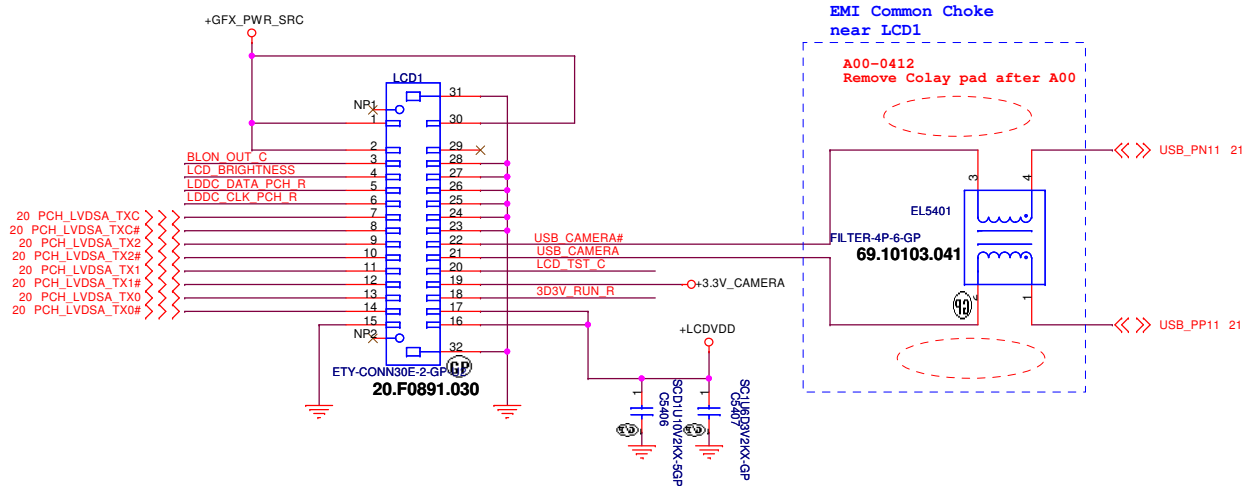 EMI Common Choke
near LCD1
+GFX_PWR_SRC
A00-0412
Remove Colay pad after A00
LCD1
NP1
31
1
30
2
29
BLON_OUT_C
3
28
LCD_BRIGHTNESS
4
27
LDDC_DATA_PCH_R
5
26
LDDC_CLK_PCH_R
6
25
20 PCH_LVDSA_TXC
7
24
20 PCH_LVDSA_TXC#
8
23
20 PCH_LVDSA_TX2
9
22
USB_CAMERA#
20 PCH_LVDSA_TX2#
10
21
USB_CAMERA
20 PCH_LVDSA_TX1
11
20
LCD_TST_C
20 PCH_LVDSA_TX1#
12
19
+3.3V_CAMERA
20 PCH_LVDSA_TX0
13
18
3D3V_RUN_R
20 PCH_LVDSA_TX0#
14
17
15
16
NP2
32
GP
20.F0891.030
+LCDVDD
1
C5406
SCD1U10V2KX-5GP
1
C5407
SC1U6D3V2KX-GP
3
4
USB_PN11 21
EL5401
FILTER-4P-6-GP
69.10103.041
GP
1
USB_PP11 21